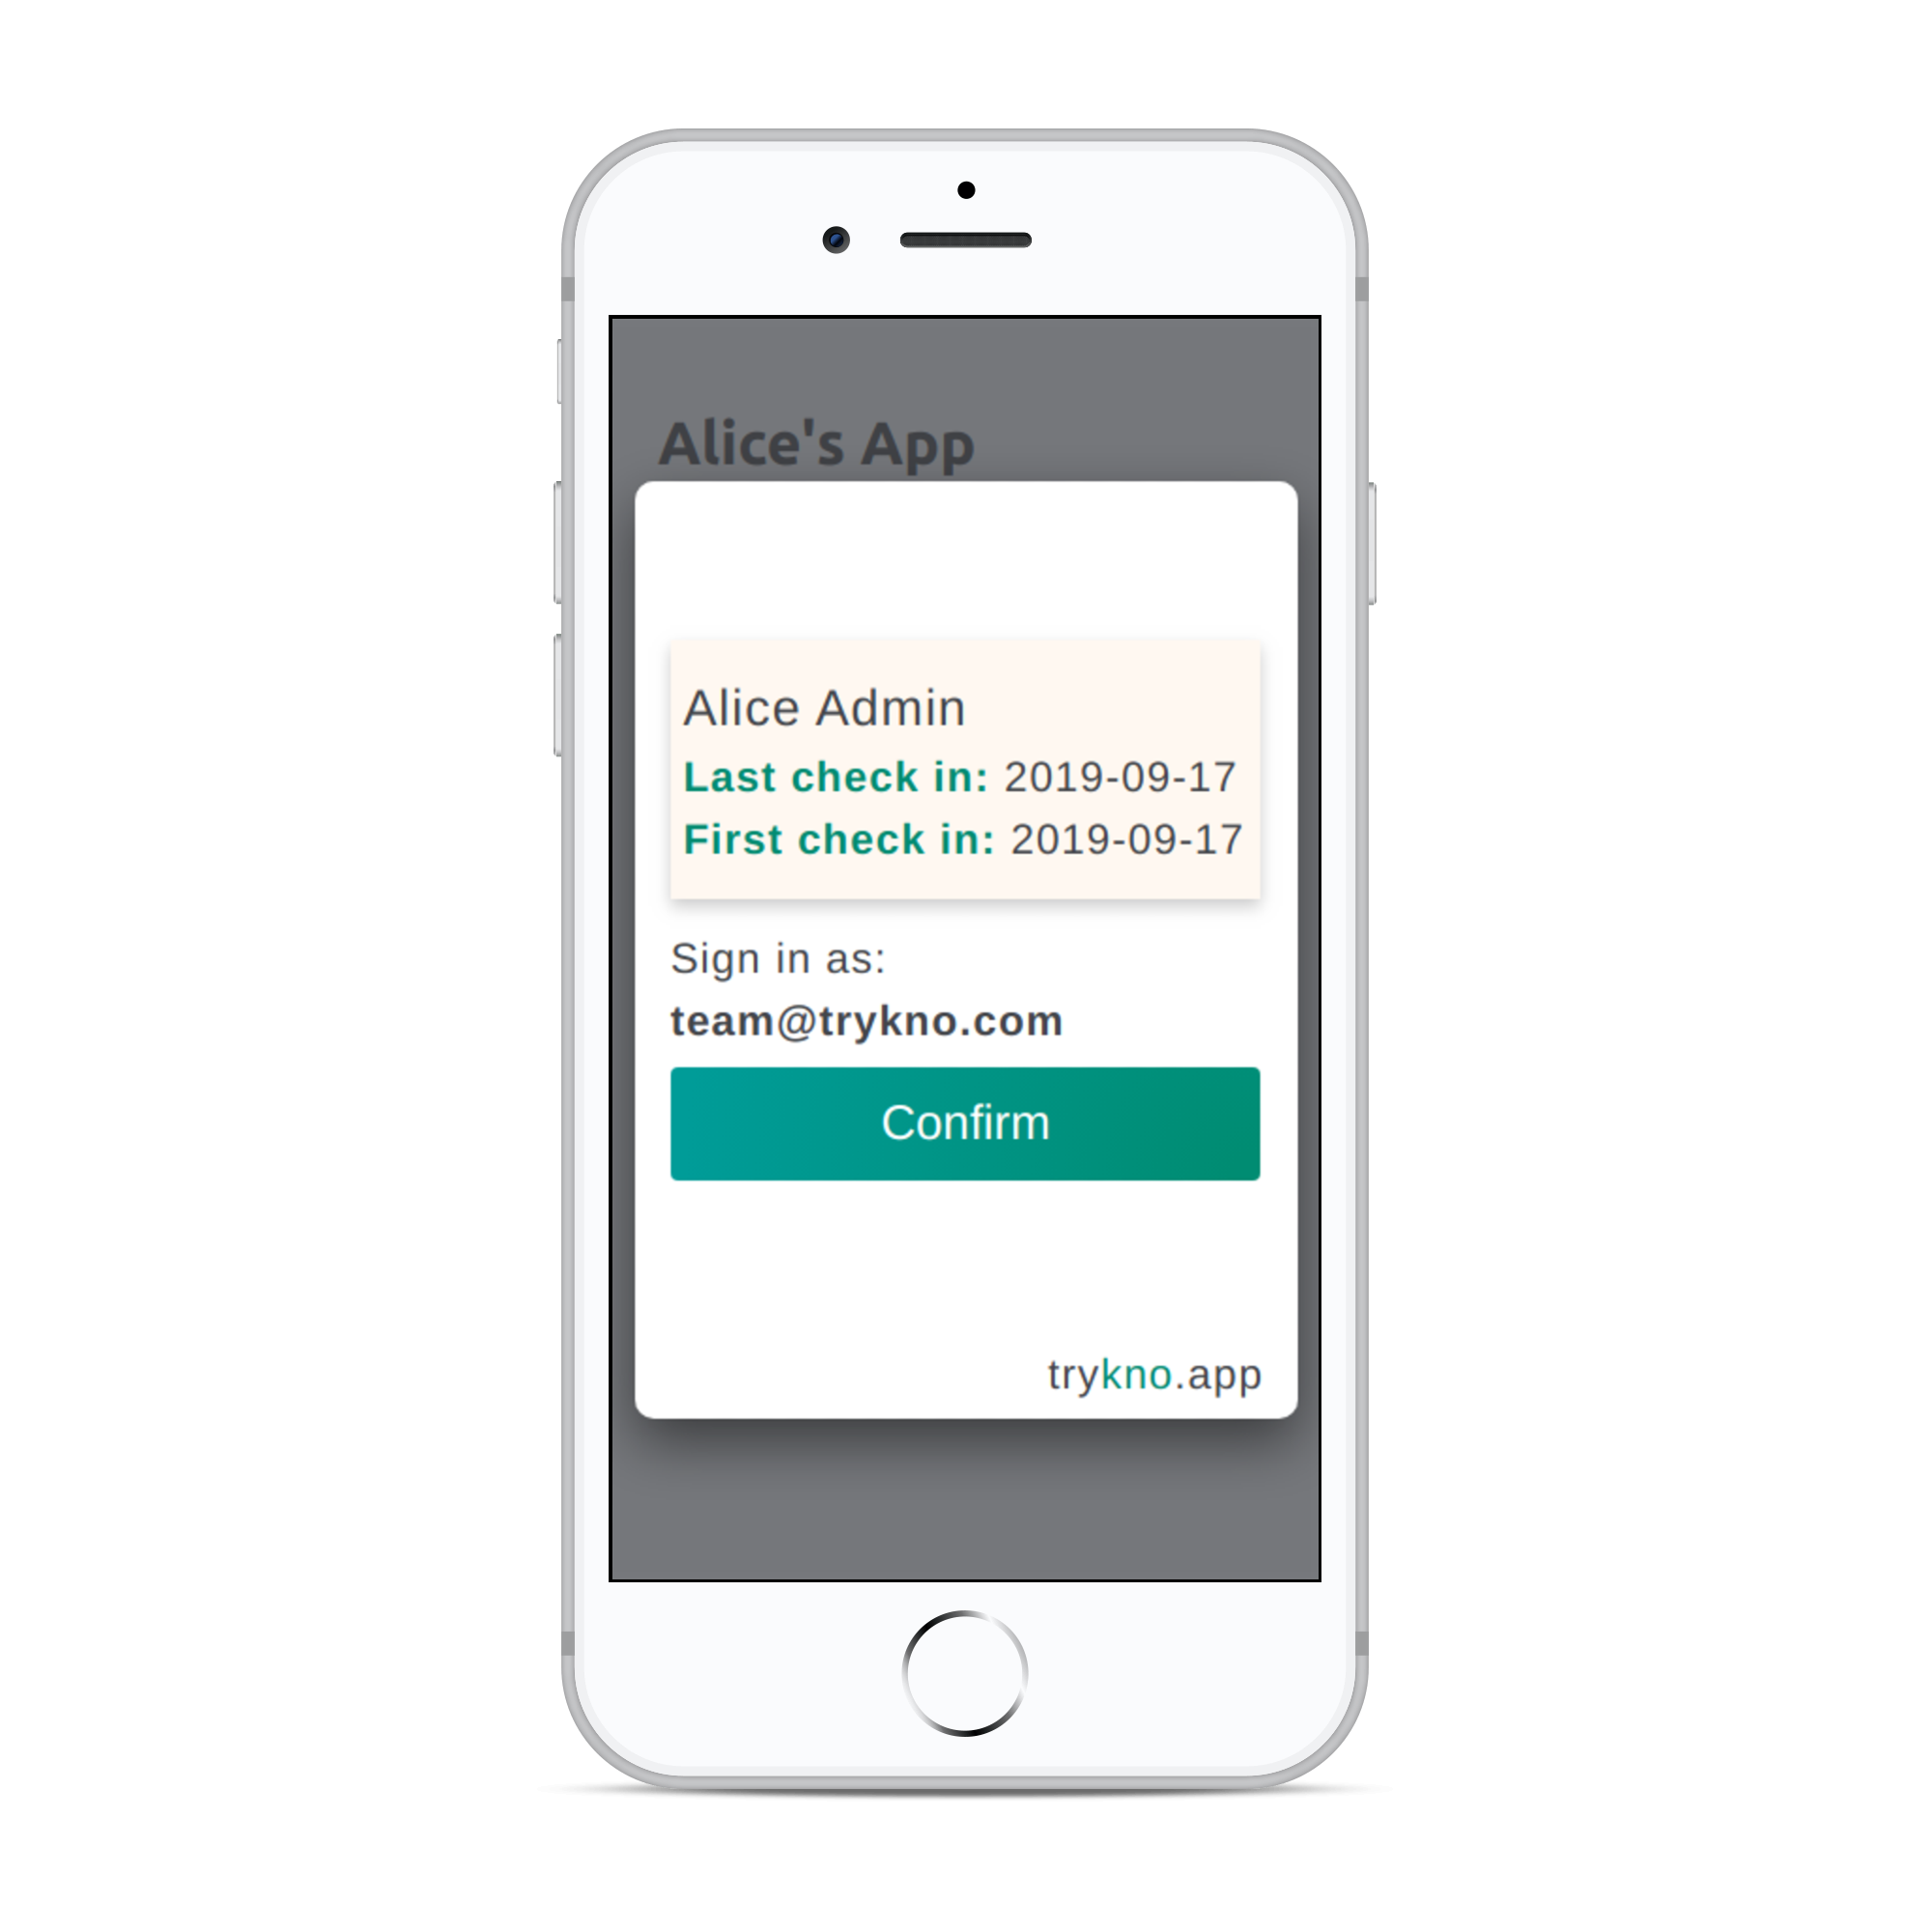 Alice's App
Alice Admin
Last check in: 2019-09-17
First check in: 2019-09-17
Sign in as:
team@trykno.com
Confirm
trykno.app